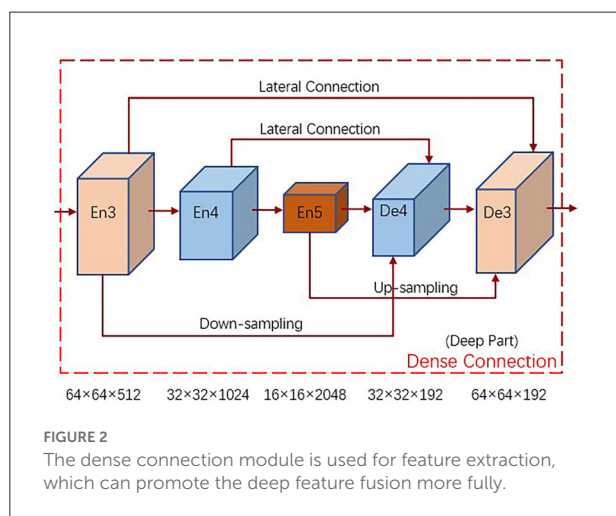 Lateral Connection
Lateral Connection
En3 En4 En5 De4 De3
Up-sampling
Down-sampling
(Deep Part)
Dense Connection
64×64×512 32×32×1024 16×16×2048 32×32×192 64×64×192
FIGURE 2
The dense connection module is used for feature extraction,
which can promote the deep feature fusion more fully.